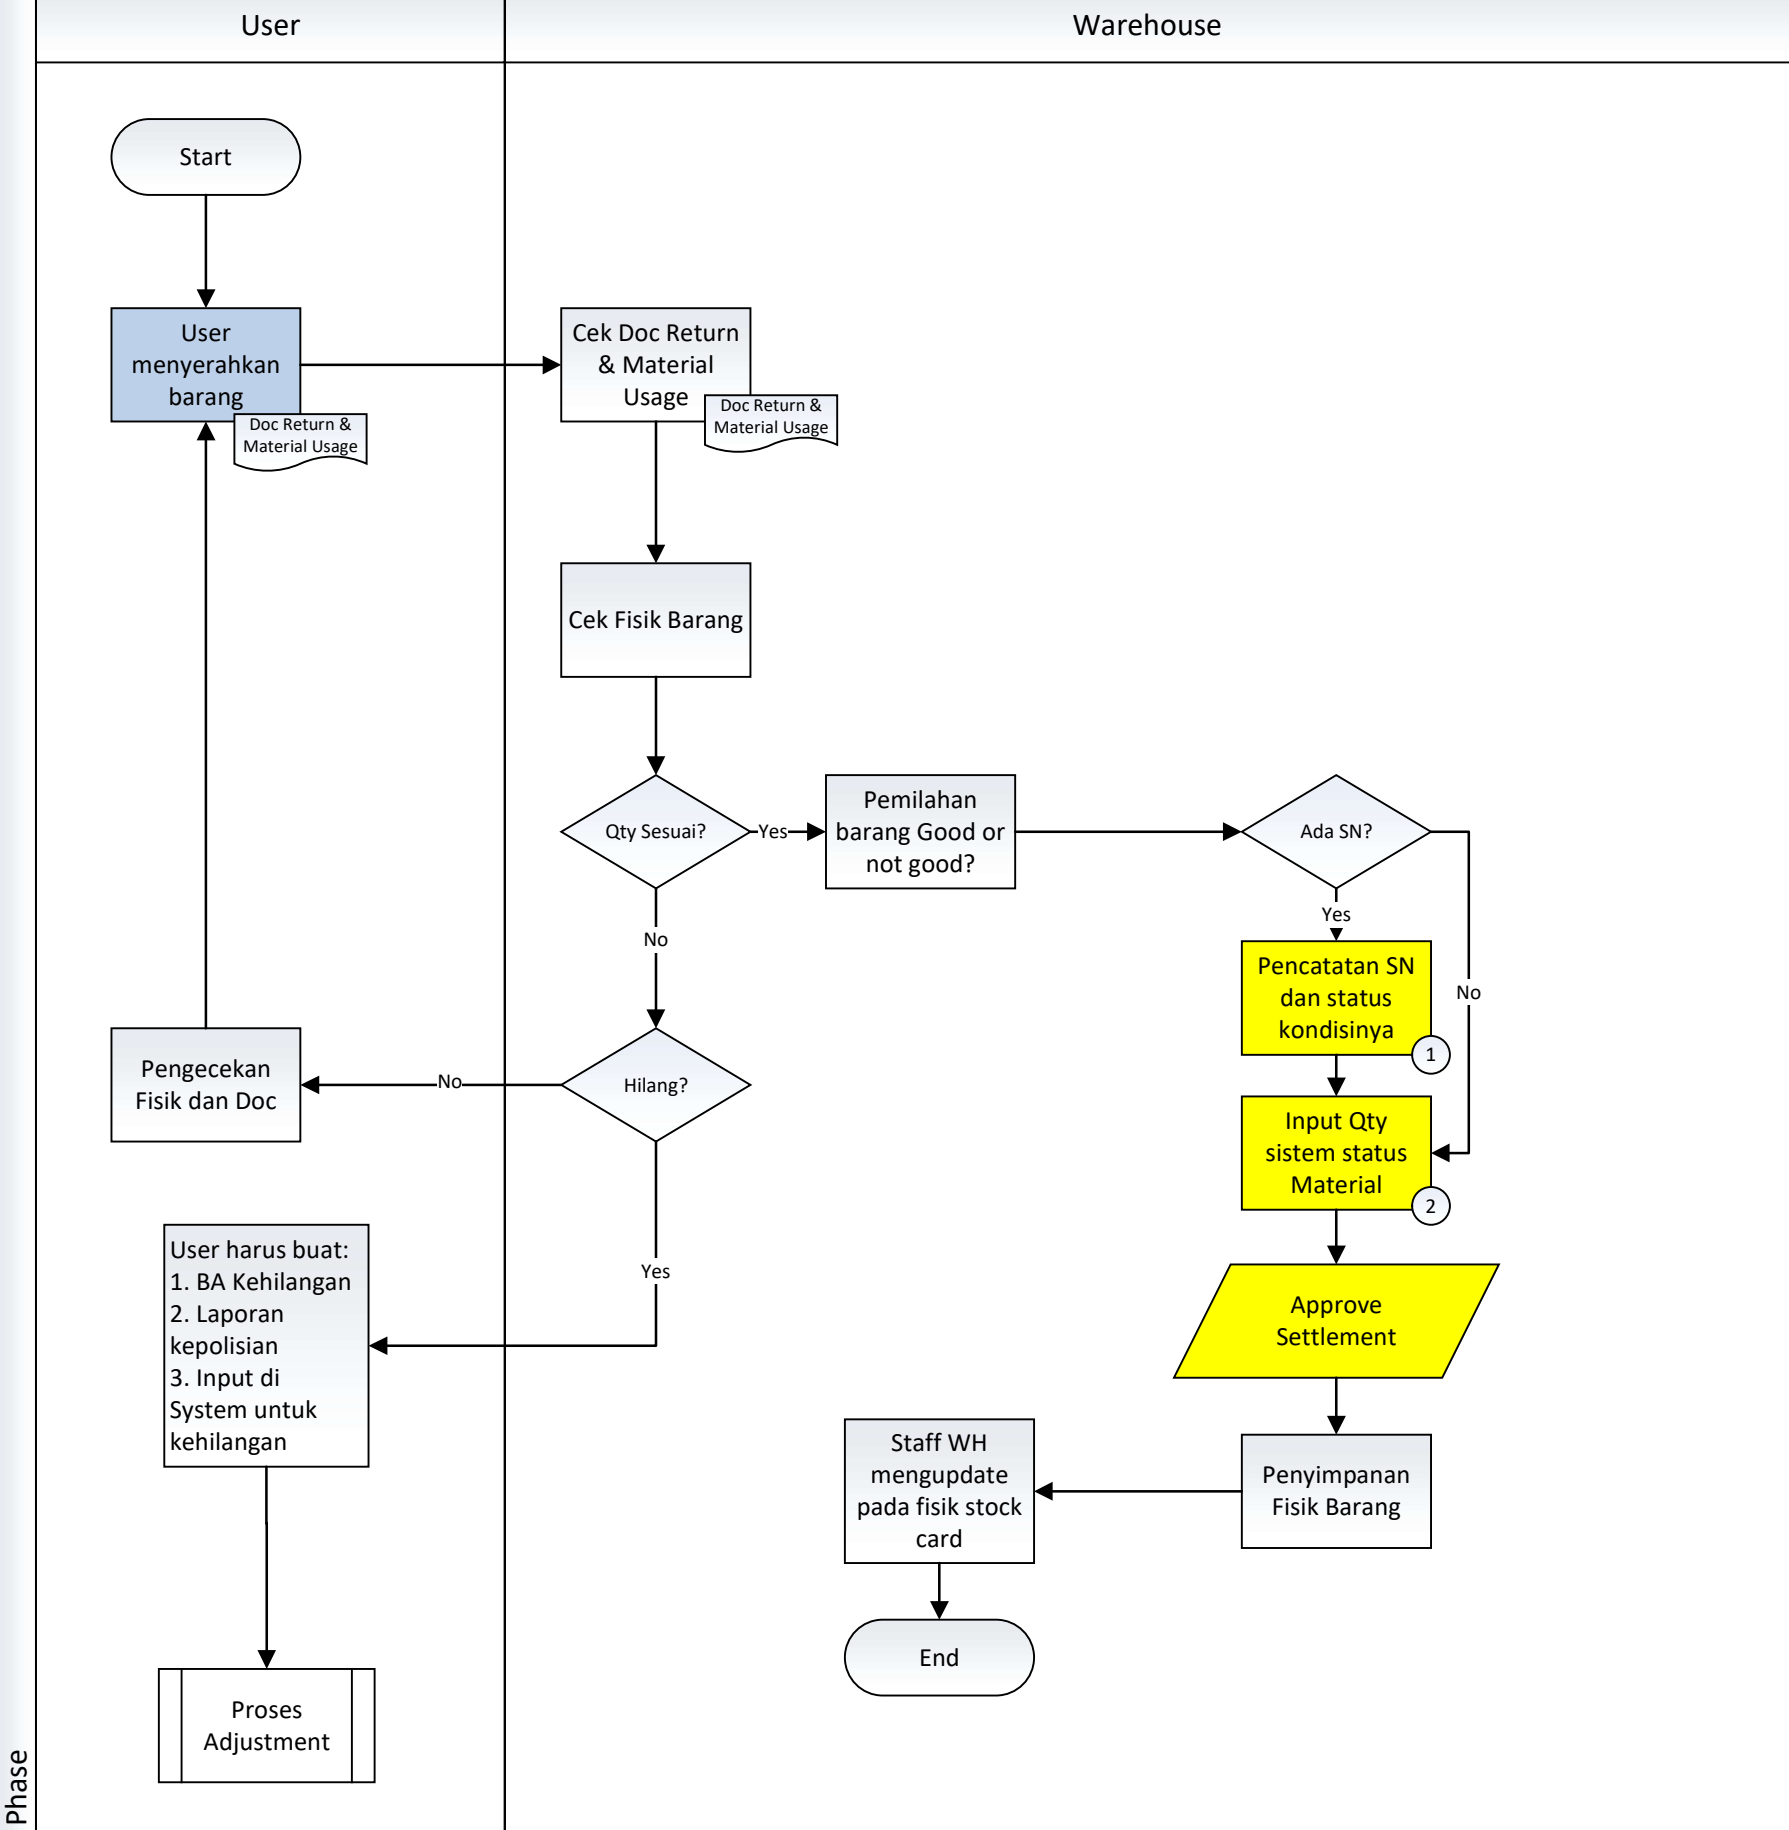 User
Warehouse
Start
User
menyerahkan
barang
Doc Return &
Material Usage
Cek Doc Return
& Material
Usage
Doc Return &
Material Usage
Cek Fisik Barang
Qty Sesuai?
Yes
Pemilahan
barang Good or
not good?
Ada SN?
Yes
No
No
Pencatatan SN
dan status
kondisinya
1
Pengecekan
Fisik dan Doc
No
Hilang?
Input Qty
sistem status
Material
2
User harus buat:
1. BA Kehilangan
2. Laporan
kepolisian
3. Input di
System untuk
kehilangan
Yes
Approve
Settlement
Staff WH
mengupdate
pada fisik stock
card
Penyimpanan
Fisik Barang
End
Proses
Adjustment
Phase